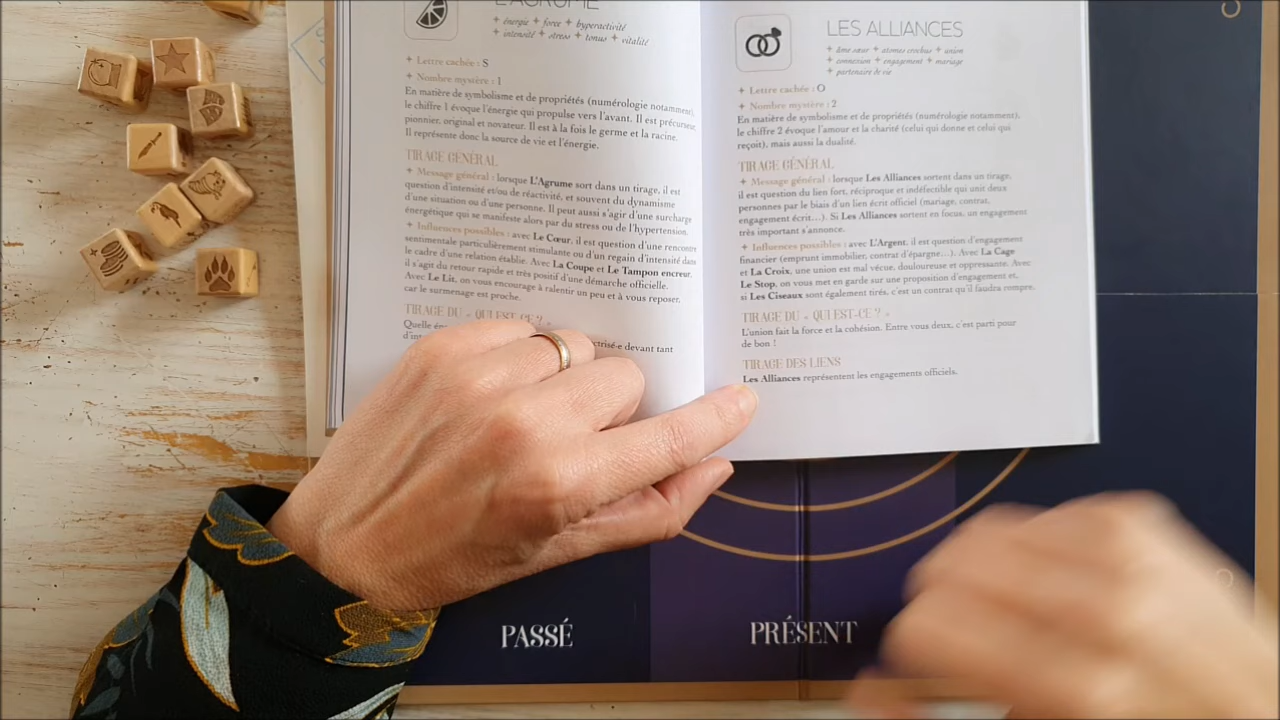 L'AGRUME
+ énergie + force + hyperactivité
+ intensité + stress + tonus + vitalité
+ Lettre cachée : S
+ Nombre mystère : 1
En matière de symbolisme et de propriétés (numérologie notamment),
le chiffre 1 évoque l'énergie qui propulse vers l'avant. Il est précurseur,
pionnier, original et novateur. Il est à la fois le germe et la racine.
Il représente donc la source de vie et l'énergie.
TIRAGE GÉNÉRAL
+ Message général : lorsque L'Agrume sort dans un tirage, il est
question d'intensité et/ou de réactivité, et souvent du dynamisme
d'une situation ou d'une personne. Il peut aussi s'agir d'une surcharge
énergétique qui se manifeste alors par du stress ou de l'hypertension.
+ Influences possibles : avec Le Cœur, il est question d'une rencontre
sentimentale particulièrement stimulante ou d'un regain d'intensité dans
le cadre d'une relation établie. Avec La Coupe et Le Tampon encreur,
il s'agit du retour rapide et très positif d'une démarche officielle.
Avec Le Lit, on vous encourage à ralentir un peu et à vous reposer,
car le surmenage est proche.
TIRAGE DU « QUI EST-CE ? »
Quelle
ctrisé·e devant tant
LES ALLIANCES
+ âme sœur + atomes crochus + union
+ connexion + engagement + mariage
+ partenaire de vie
+ Lettre cachée : O
+ Nombre mystère : 2
En matière de symbolisme et de propriétés (numérologie notamment),
le chiffre 2 évoque l'amour et la charité (celui qui donne et celui qui
reçoit), mais aussi la dualité.
TIRAGE GÉNÉRAL
+ Message général : lorsque Les Alliances sortent dans un tirage,
il est question du lien fort, réciproque et indéfectible qui unit deux
personnes par le biais d'un lien écrit officiel (mariage, contrat,
engagement écrit…). Si Les Alliances sortent en focus, un engagement
très important s'annonce.
+ Influences possibles : avec L'Argent, il est question d'engagement
financier (emprunt immobilier, contrat d'épargne…). Avec La Cage
et La Croix, une union est mal vécue, douloureuse et oppressante. Avec
Le Stop, on vous met en garde sur une proposition d'engagement et,
si Les Ciseaux sont également tirés, c'est un contrat qu'il faudra rompre.
TIRAGE DU « QUI EST-CE ? »
L'union fait la force et la cohésion. Entre vous deux, c'est parti pour
de bon !
TIRAGE DES LIENS
Les Alliances représentent les engagements officiels.
PASSÉ
PRÉSENT